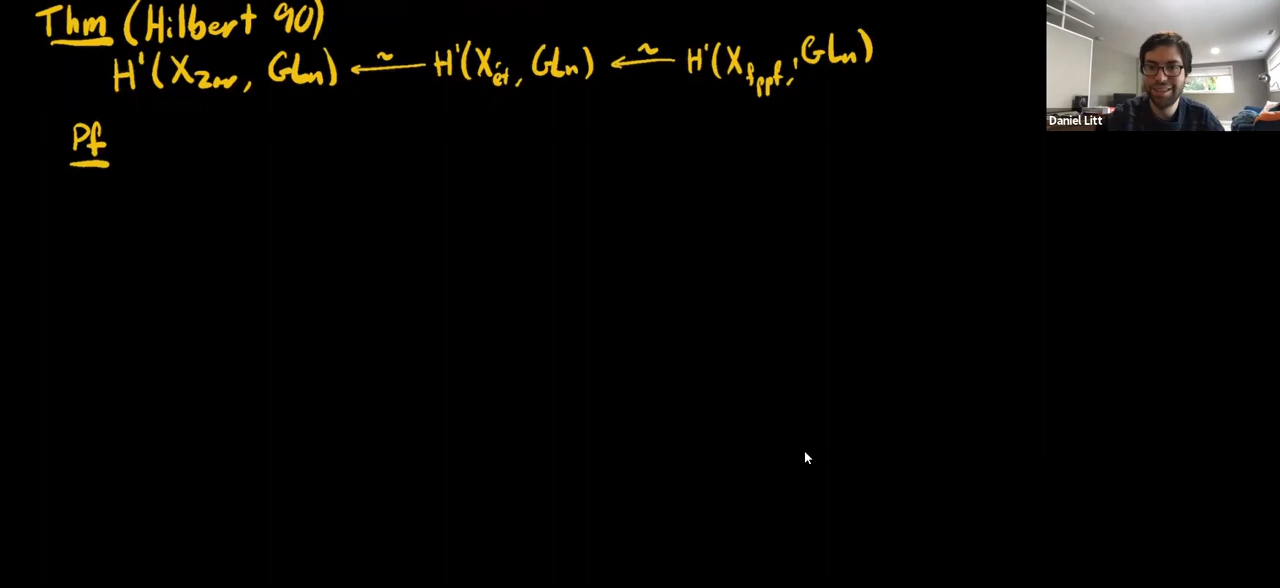 Thm (Hilbert 90)
H¹(X_Zar, GLn) ⟵~ H¹(X_ét, GLn) ⟵~ H¹(X_fppf, GLn)
Pf
Daniel Litt